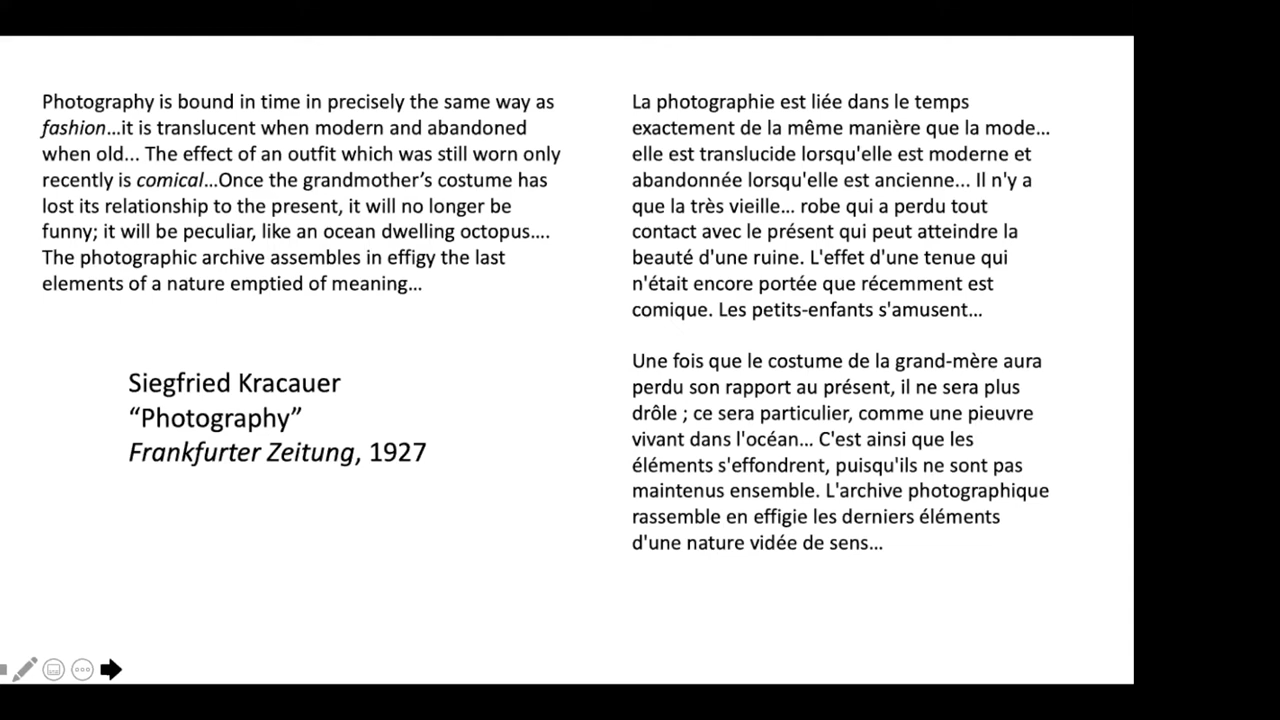 Photography is bound in time in precisely the same way as
fashion…it is translucent when modern and abandoned
when old... The effect of an outfit which was still worn only
recently is comical…Once the grandmother’s costume has
lost its relationship to the present, it will no longer be
funny; it will be peculiar, like an ocean dwelling octopus….
The photographic archive assembles in effigy the last
elements of a nature emptied of meaning…
Siegfried Kracauer
“Photography”
Frankfurter Zeitung, 1927
La photographie est liée dans le temps
exactement de la même manière que la mode…
elle est translucide lorsqu'elle est moderne et
abandonnée lorsqu'elle est ancienne... Il n'y a
que la très vieille… robe qui a perdu tout
contact avec le présent qui peut atteindre la
beauté d'une ruine. L'effet d'une tenue qui
n'était encore portée que récemment est
comique. Les petits-enfants s'amusent…
Une fois que le costume de la grand-mère aura
perdu son rapport au présent, il ne sera plus
drôle ; ce sera particulier, comme une pieuvre
vivant dans l'océan… C'est ainsi que les
éléments s'effondrent, puisqu'ils ne sont pas
maintenus ensemble. L'archive photographique
rassemble en effigie les derniers éléments
d'une nature vidée de sens…